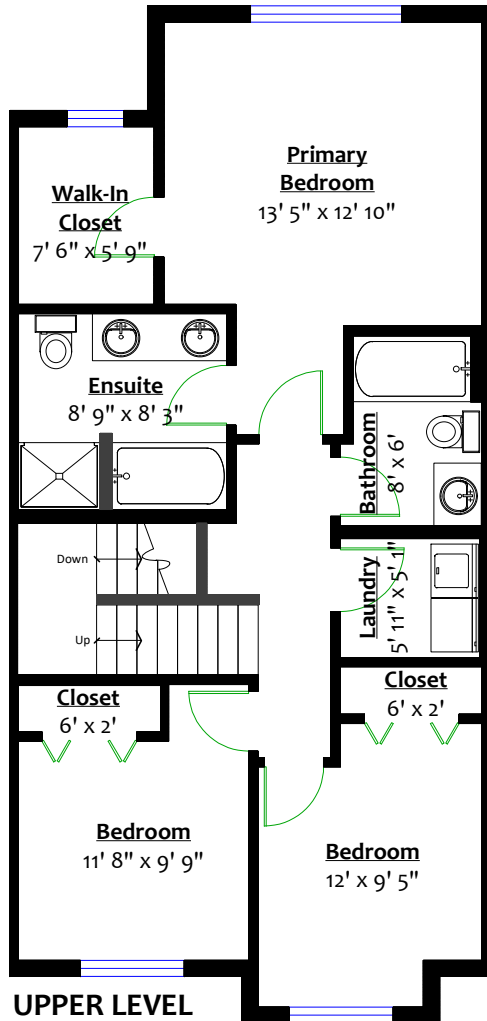 Primary
Bedroom
13' 5" x 12' 10"
Walk-In
Closet
7' 6" x 5' 9"
Ensuite
8' 9" x 8' 3"
Bathroom
8' x 6'
Down
Up
Laundry
5' 11" x 5' 1"
Closet
6' x 2'
Closet
6' x 2'
Bedroom
11' 8" x 9' 9"
Bedroom
12' x 9' 5"
UPPER LEVEL